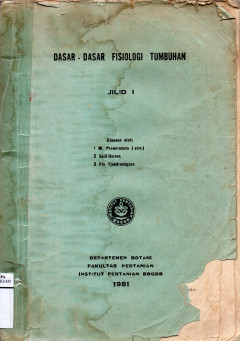 DASAR - DASAR FISIOLOGI TUMBUHAN
JILID I
Disusun oleh:
1 W. Prawiranata (alm.)
2 Said Harran
3 Pin Tjondronegoro
DEPARTEMEN BOTANI
FAKULTAS PERTANIAN
INSTITUT PERTANIAN BOGOR
1981